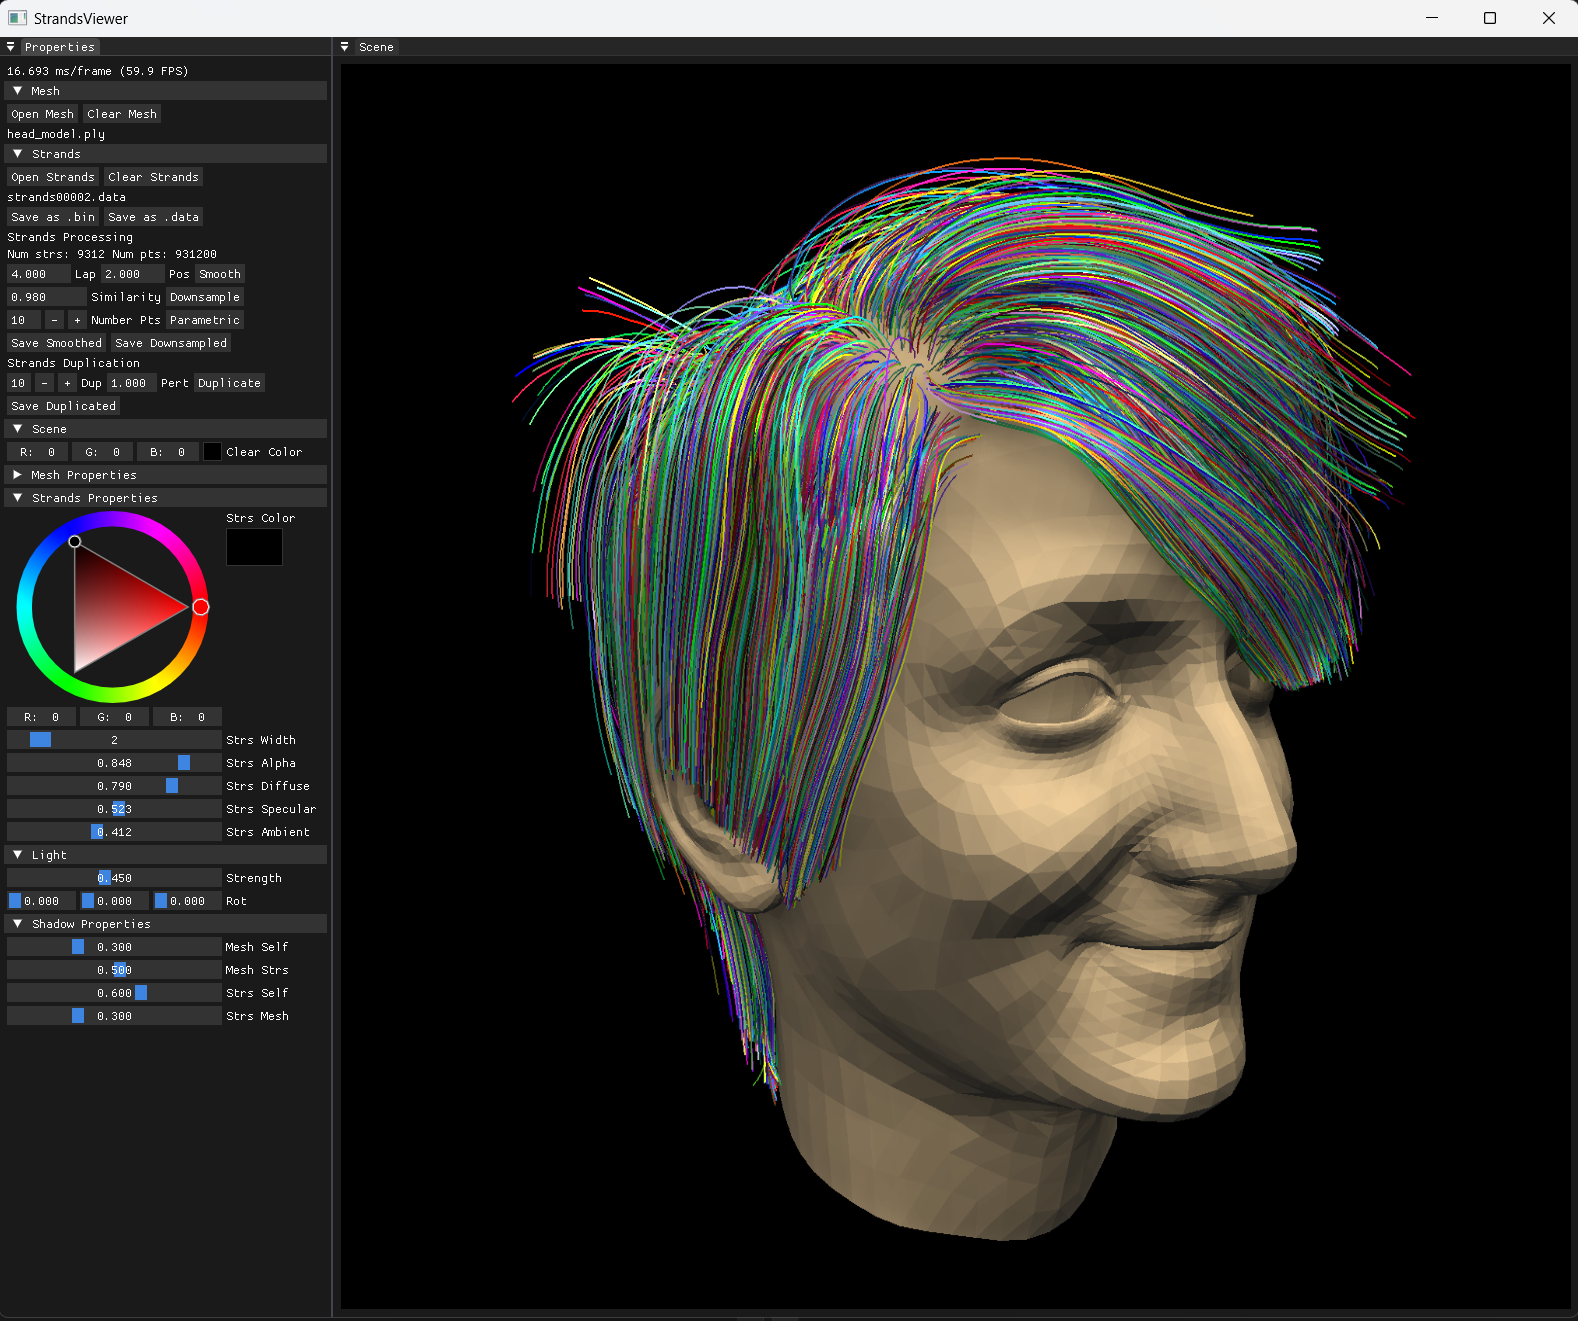 StrandsViewer
Properties
Scene
16.693 ms/frame (59.9 FPS)
Mesh
Open Mesh Clear Mesh
head_model.ply
Strands
Open Strands Clear Strands
strands00002.data
Save as .bin Save as .data
Strands Processing
Num strs: 9312 Num pts: 931200
4.000 Lap 2.000 Pos Smooth
0.980 Similarity Downsample
10 - + Number Pts Parametric
Save Smoothed Save Downsampled
Strands Duplication
10 - + Dup 1.000 Pert Duplicate
Save Duplicated
Scene
R: 0 G: 0 B: 0 Clear Color
Mesh Properties
Strands Properties
Strs Color
R: 0 G: 0 B: 0
2 Strs Width
0.848 Strs Alpha
0.790 Strs Diffuse
0.523 Strs Specular
0.412 Strs Ambient
Light
0.450 Strength
0.000 0.000 0.000 Rot
Shadow Properties
0.300 Mesh Self
0.500 Mesh Strs
0.600 Strs Self
0.300 Strs Mesh